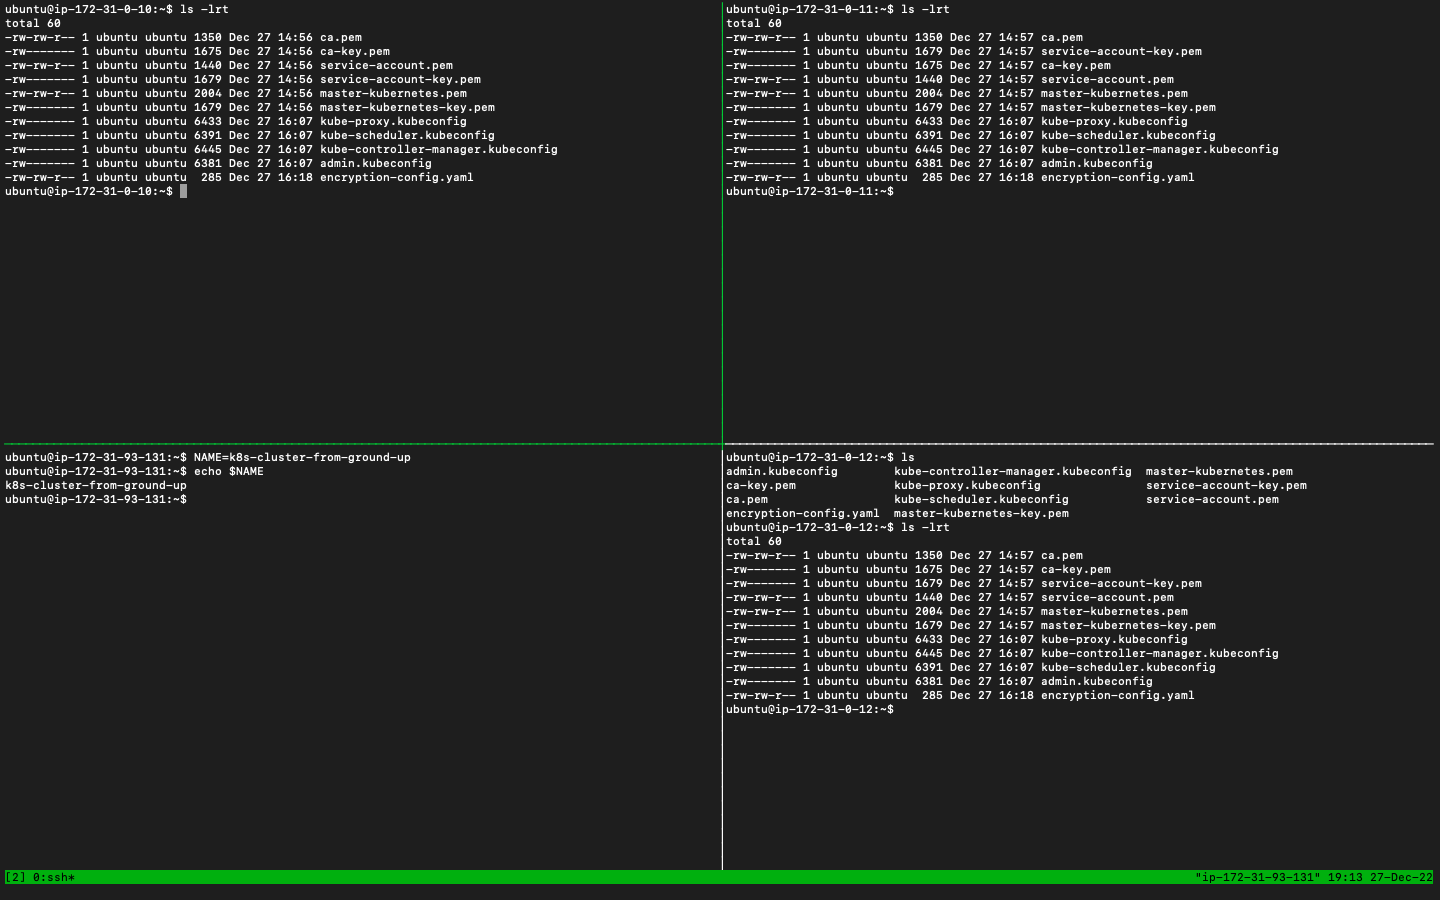 ubuntu@ip-172-31-0-10:~$ ls -lrt
total 60
-rw-rw-r-- 1 ubuntu ubuntu 1350 Dec 27 14:56 ca.pem
-rw------- 1 ubuntu ubuntu 1675 Dec 27 14:56 ca-key.pem
-rw-rw-r-- 1 ubuntu ubuntu 1440 Dec 27 14:56 service-account.pem
-rw------- 1 ubuntu ubuntu 1679 Dec 27 14:56 service-account-key.pem
-rw-rw-r-- 1 ubuntu ubuntu 2004 Dec 27 14:56 master-kubernetes.pem
-rw------- 1 ubuntu ubuntu 1679 Dec 27 14:56 master-kubernetes-key.pem
-rw------- 1 ubuntu ubuntu 6433 Dec 27 16:07 kube-proxy.kubeconfig
-rw------- 1 ubuntu ubuntu 6391 Dec 27 16:07 kube-scheduler.kubeconfig
-rw------- 1 ubuntu ubuntu 6445 Dec 27 16:07 kube-controller-manager.kubeconfig
-rw------- 1 ubuntu ubuntu 6381 Dec 27 16:07 admin.kubeconfig
-rw-rw-r-- 1 ubuntu ubuntu  285 Dec 27 16:18 encryption-config.yaml
ubuntu@ip-172-31-0-10:~$
ubuntu@ip-172-31-0-11:~$ ls -lrt
total 60
-rw-rw-r-- 1 ubuntu ubuntu 1350 Dec 27 14:57 ca.pem
-rw------- 1 ubuntu ubuntu 1679 Dec 27 14:57 service-account-key.pem
-rw------- 1 ubuntu ubuntu 1675 Dec 27 14:57 ca-key.pem
-rw-rw-r-- 1 ubuntu ubuntu 1440 Dec 27 14:57 service-account.pem
-rw-rw-r-- 1 ubuntu ubuntu 2004 Dec 27 14:57 master-kubernetes.pem
-rw------- 1 ubuntu ubuntu 1679 Dec 27 14:57 master-kubernetes-key.pem
-rw------- 1 ubuntu ubuntu 6433 Dec 27 16:07 kube-proxy.kubeconfig
-rw------- 1 ubuntu ubuntu 6391 Dec 27 16:07 kube-scheduler.kubeconfig
-rw------- 1 ubuntu ubuntu 6445 Dec 27 16:07 kube-controller-manager.kubeconfig
-rw------- 1 ubuntu ubuntu 6381 Dec 27 16:07 admin.kubeconfig
-rw-rw-r-- 1 ubuntu ubuntu  285 Dec 27 16:18 encryption-config.yaml
ubuntu@ip-172-31-0-11:~$
ubuntu@ip-172-31-93-131:~$ NAME=k8s-cluster-from-ground-up
ubuntu@ip-172-31-93-131:~$ echo $NAME
k8s-cluster-from-ground-up
ubuntu@ip-172-31-93-131:~$
ubuntu@ip-172-31-0-12:~$ ls
admin.kubeconfig        kube-controller-manager.kubeconfig  master-kubernetes.pem
ca-key.pem              kube-proxy.kubeconfig               service-account-key.pem
ca.pem                  kube-scheduler.kubeconfig           service-account.pem
encryption-config.yaml  master-kubernetes-key.pem
ubuntu@ip-172-31-0-12:~$ ls -lrt
total 60
-rw-rw-r-- 1 ubuntu ubuntu 1350 Dec 27 14:57 ca.pem
-rw------- 1 ubuntu ubuntu 1675 Dec 27 14:57 ca-key.pem
-rw------- 1 ubuntu ubuntu 1679 Dec 27 14:57 service-account-key.pem
-rw-rw-r-- 1 ubuntu ubuntu 1440 Dec 27 14:57 service-account.pem
-rw-rw-r-- 1 ubuntu ubuntu 2004 Dec 27 14:57 master-kubernetes.pem
-rw------- 1 ubuntu ubuntu 1679 Dec 27 14:57 master-kubernetes-key.pem
-rw------- 1 ubuntu ubuntu 6433 Dec 27 16:07 kube-proxy.kubeconfig
-rw------- 1 ubuntu ubuntu 6445 Dec 27 16:07 kube-controller-manager.kubeconfig
-rw------- 1 ubuntu ubuntu 6391 Dec 27 16:07 kube-scheduler.kubeconfig
-rw------- 1 ubuntu ubuntu 6381 Dec 27 16:07 admin.kubeconfig
-rw-rw-r-- 1 ubuntu ubuntu  285 Dec 27 16:18 encryption-config.yaml
ubuntu@ip-172-31-0-12:~$
[2] 0:ssh* "ip-172-31-93-131" 19:13 27-Dec-22